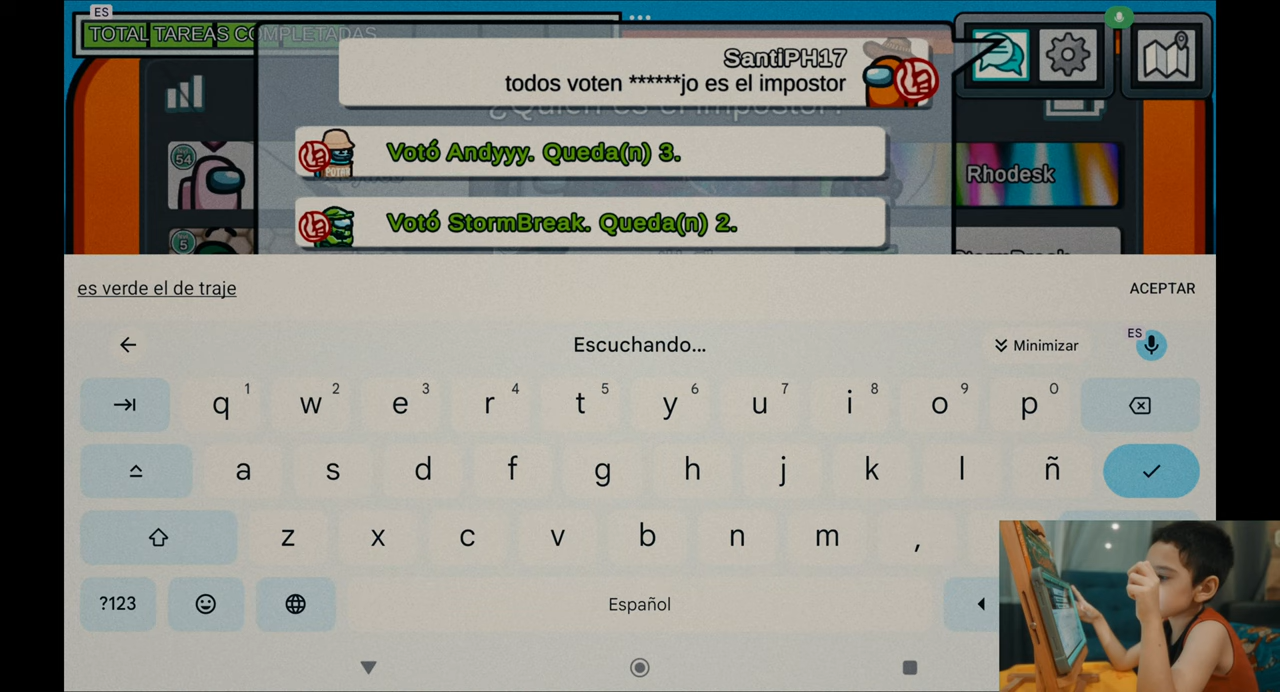 ES
TOTAL TAREAS COMPLETADAS
SantiPH17
todos voten ******jo es el impostor
¿Quién es el impostor?
54
Votó Andyyy. Queda(n) 3.
Rhodesk
5
Votó StormBreak. Queda(n) 2.
StormBreak
es verde el de traje
ACEPTAR
Escuchando...
Minimizar
ES
q 1 w 2 e 3 r 4 t 5 y 6 u 7 i 8 o 9 p 0
a s d f g h j k l ñ
z x c v b n m ,
?123
Español